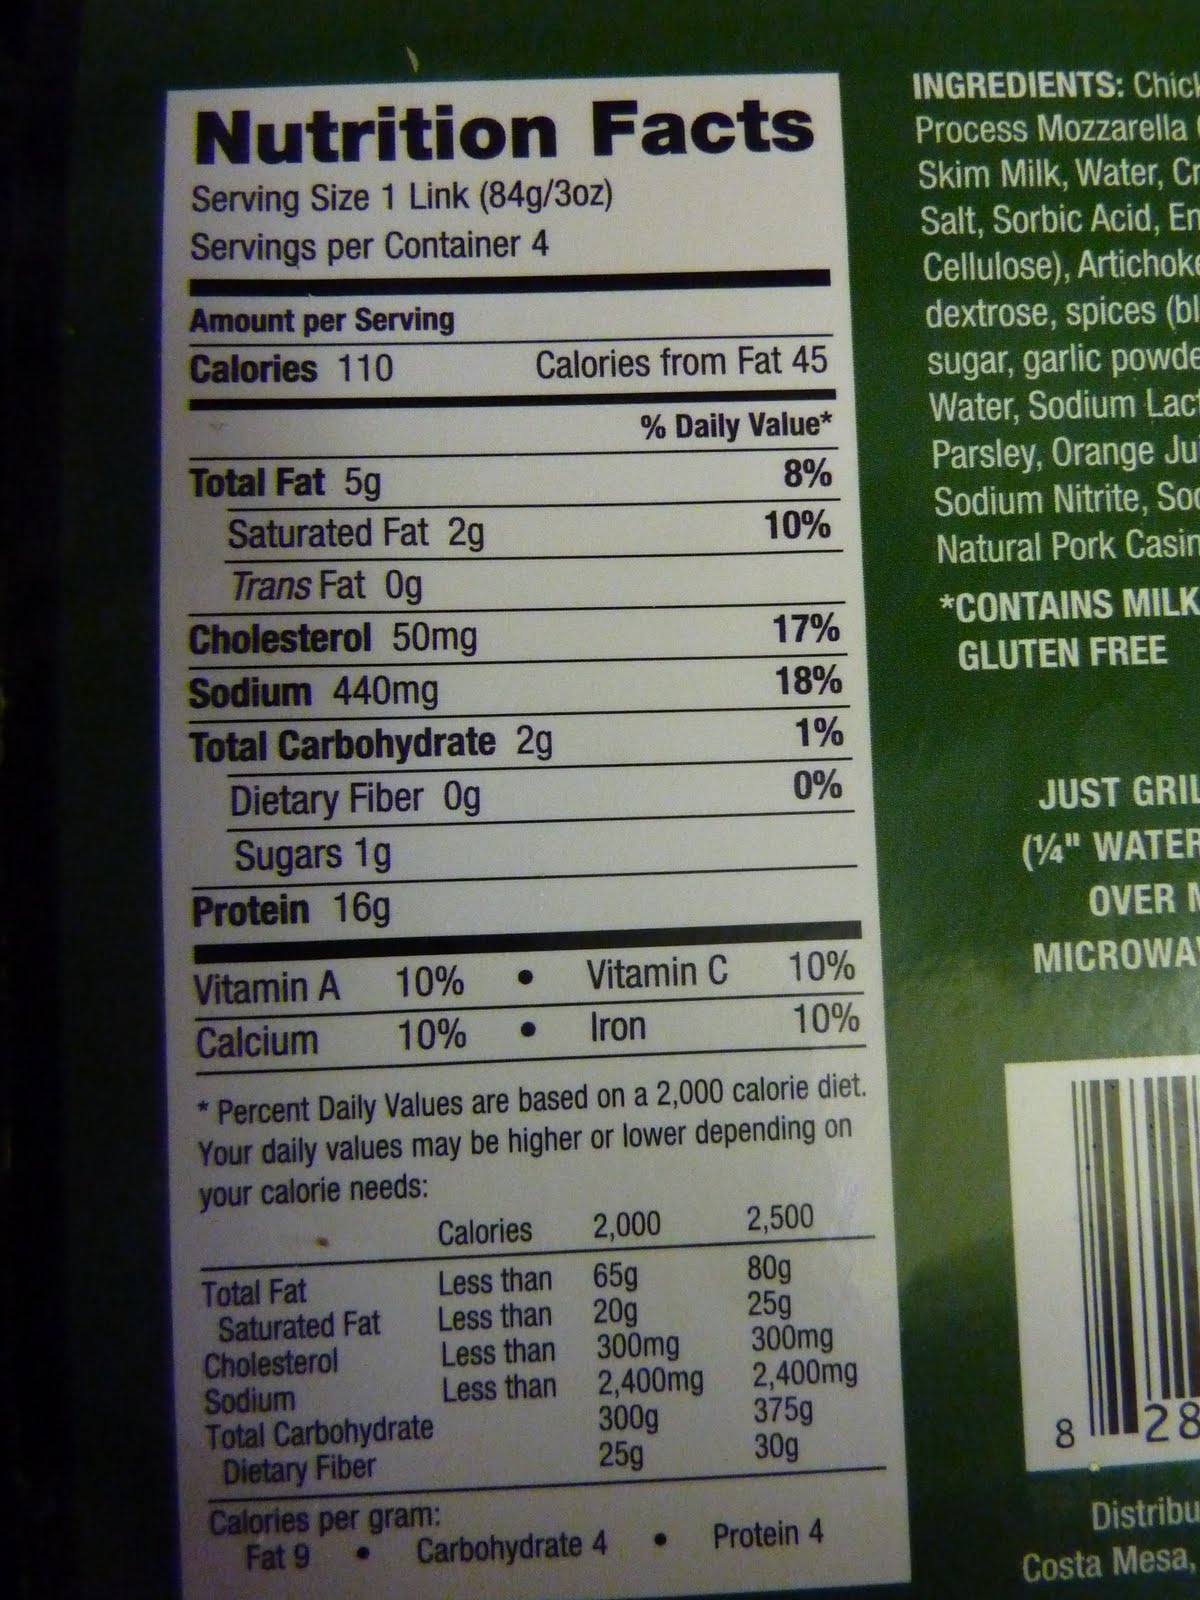 Nutrition Facts
Serving Size 1 Link (84g/3oz)
Servings per Container 4
Amount per Serving
Calories 110 Calories from Fat 45
% Daily Value*
Total Fat 5g 8%
Saturated Fat 2g 10%
Trans Fat 0g
Cholesterol 50mg 17%
Sodium 440mg 18%
Total Carbohydrate 2g 1%
Dietary Fiber 0g 0%
Sugars 1g
Protein 16g
Vitamin A 10% • Vitamin C 10%
Calcium 10% • Iron 10%
* Percent Daily Values are based on a 2,000 calorie diet.
Your daily values may be higher or lower depending on
your calorie needs:
Calories 2,000 2,500
Total Fat Less than 65g 80g
Saturated Fat Less than 20g 25g
Cholesterol Less than 300mg 300mg
Sodium Less than 2,400mg 2,400mg
Total Carbohydrate 300g 375g
Dietary Fiber 25g 30g
Calories per gram:
Fat 9 • Carbohydrate 4 • Protein 4
INGREDIENTS:
Process Mozzarella
Skim Milk, Water,
Salt, Sorbic Acid,
Cellulose),
dextrose, spices
sugar, garlic
Water, Sodium
Parsley, Orange
Sodium Nitrite,
Natural Pork
*CONTAINS MILK
GLUTEN FREE
JUST
(¼" WATER
OVER
8 28
Costa Mesa,